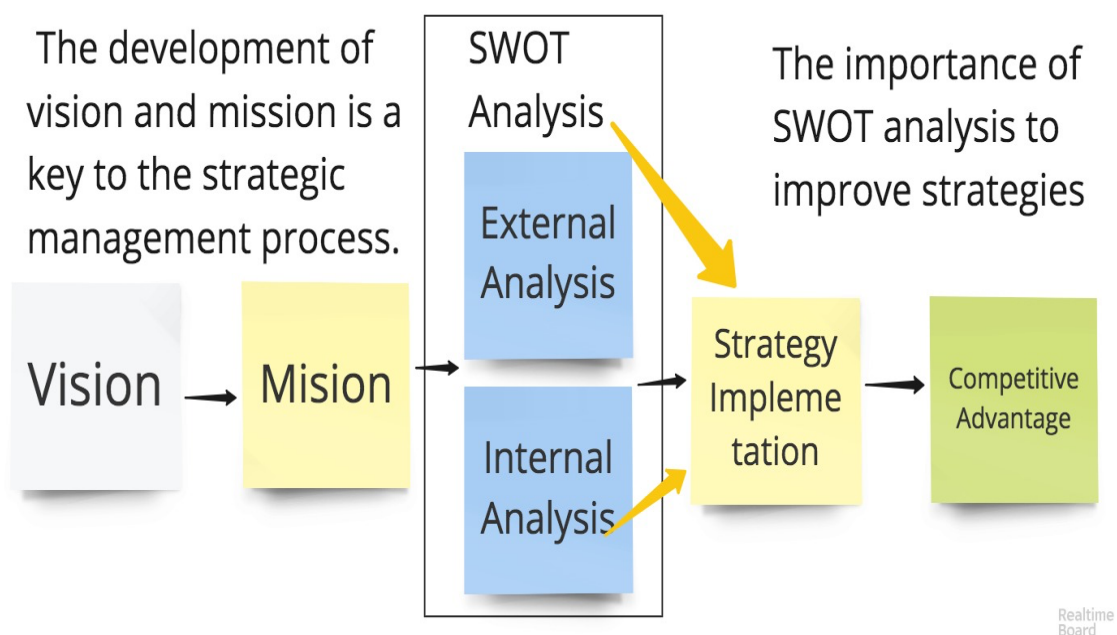 The development of
vision and mission is a
key to the strategic
management process.
SWOT
Analysis
The importance of
SWOT analysis to
improve strategies
Vision
Mision
External
Analysis
Internal
Analysis
Strategy
Impleme
tation
Competitive
Advantage
Realtime
Board